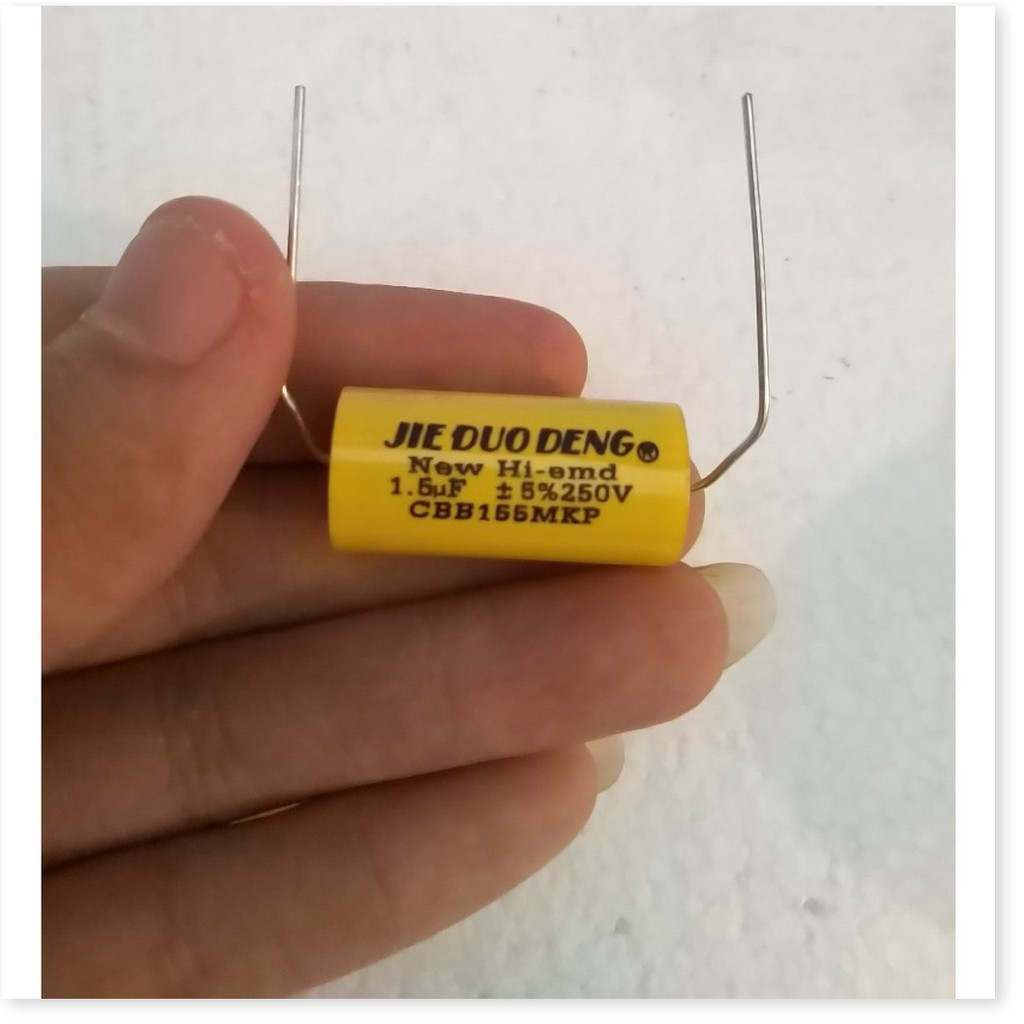 JIE DUO DENG®
New Hi-emd
1.5µF ±5%250V
CBB155MKP